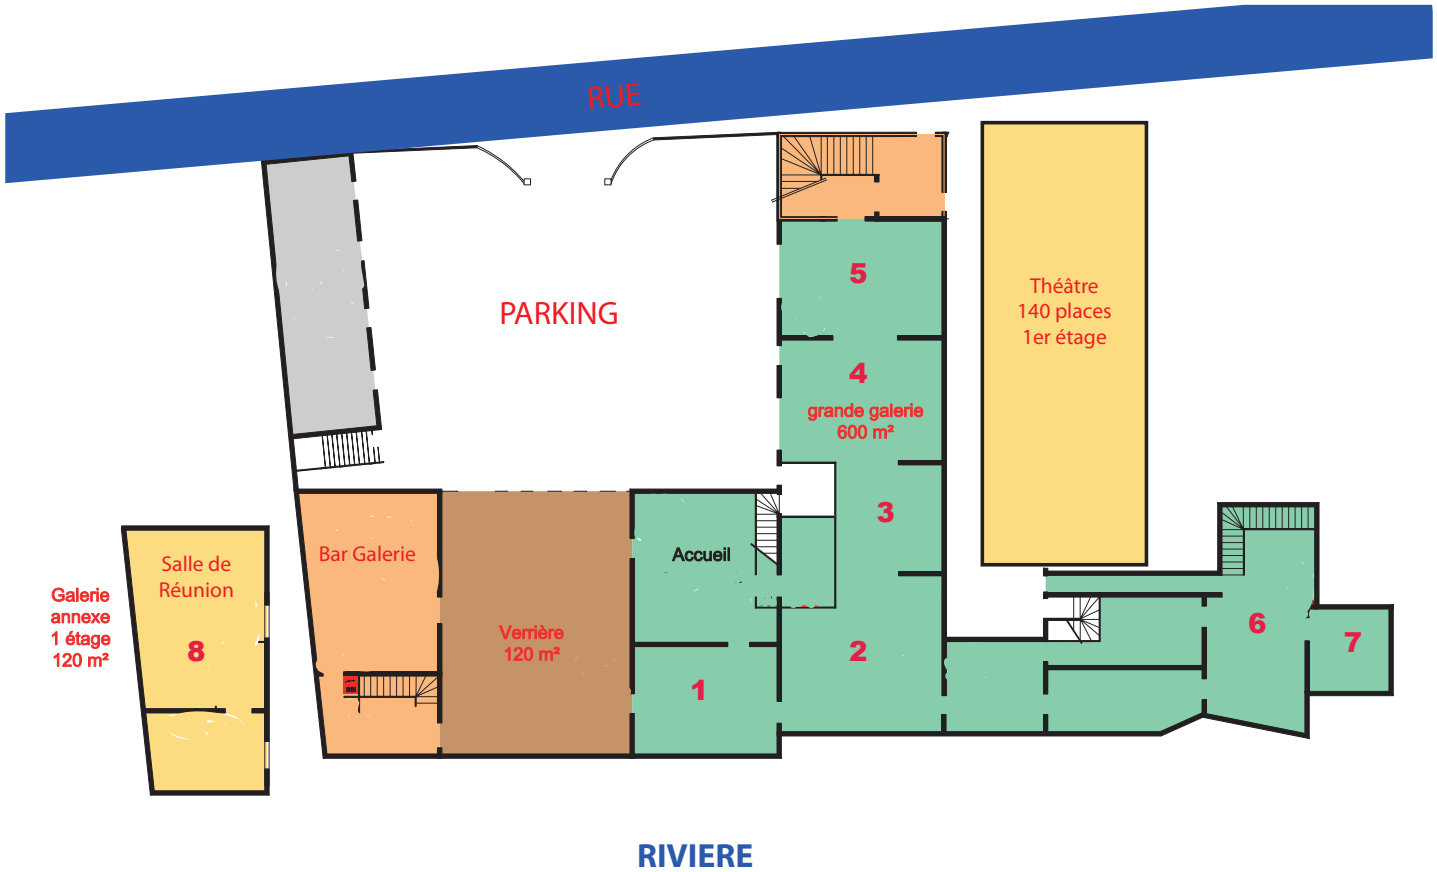 RUE
PARKING
5
4
grande galerie
600 m²
3
Théâtre
140 places
1er étage
Accueil
Bar Galerie
Salle de
Réunion
8
Galerie
annexe
1 étage
120 m²
Verrière
120 m²
1
2
6
7
RIVIERE